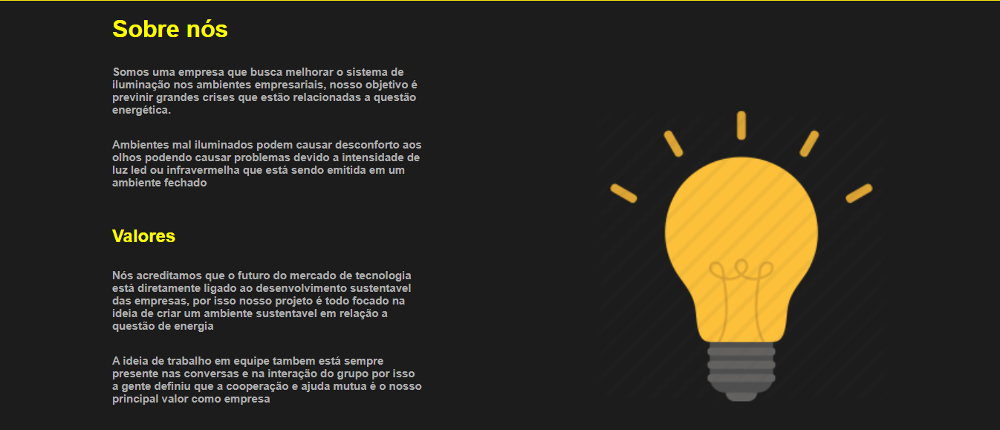 Sobre nós
Somos uma empresa que busca melhorar o sistema de
iluminação nos ambientes empresariais, nosso objetivo é
previnir grandes crises que estão relacionadas a questão
energética.
Ambientes mal iluminados podem causar desconforto aos
olhos podendo causar problemas devido a intensidade de
luz led ou infravermelha que está sendo emitida em um
ambiente fechado
Valores
Nós acreditamos que o futuro do mercado de tecnologia
está diretamente ligado ao desenvolvimento sustentavel
das empresas, por isso nosso projeto é todo focado na
ideia de criar um ambiente sustentavel em relação a
questão de energia
A ideia de trabalho em equipe tambem está sempre
presente nas conversas e na interação do grupo por isso
a gente definiu que a cooperação e ajuda mutua é o nosso
principal valor como empresa